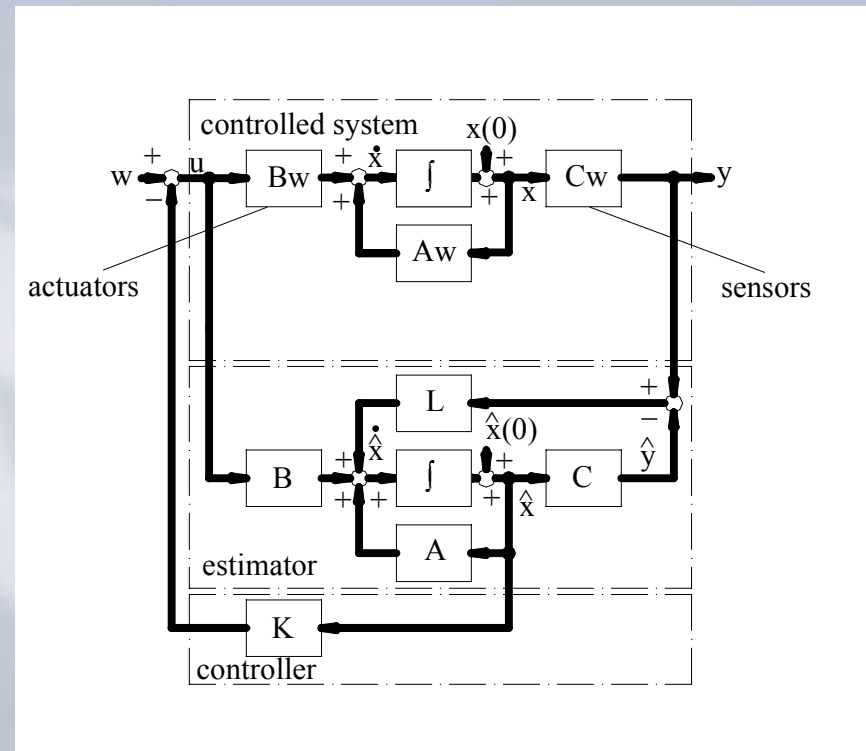 controlled system
x(0)
+
w
−
u
Bw
+
+
ẋ
∫
+
+
x
Cw
y
Aw
actuators
sensors
L
+
−
x̂̇
x̂(0)
ŷ
B
+
+
+
∫
+
+
x̂
C
A
estimator
K
controller